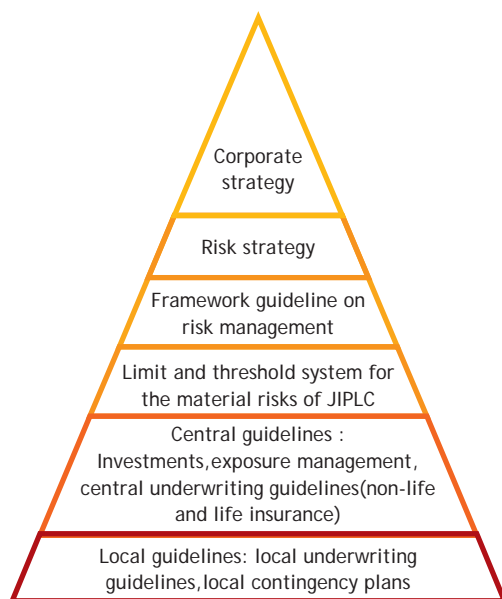 Corporate
strategy
Risk strategy
Framework guideline on
risk management
Limit and threshold system for
the material risks of JIPLC
Central guidelines :
Investments,exposure management,
central underwriting guidelines(non-life
and life insurance)
Local guidelines: local underwriting
guidelines,local contingency plans